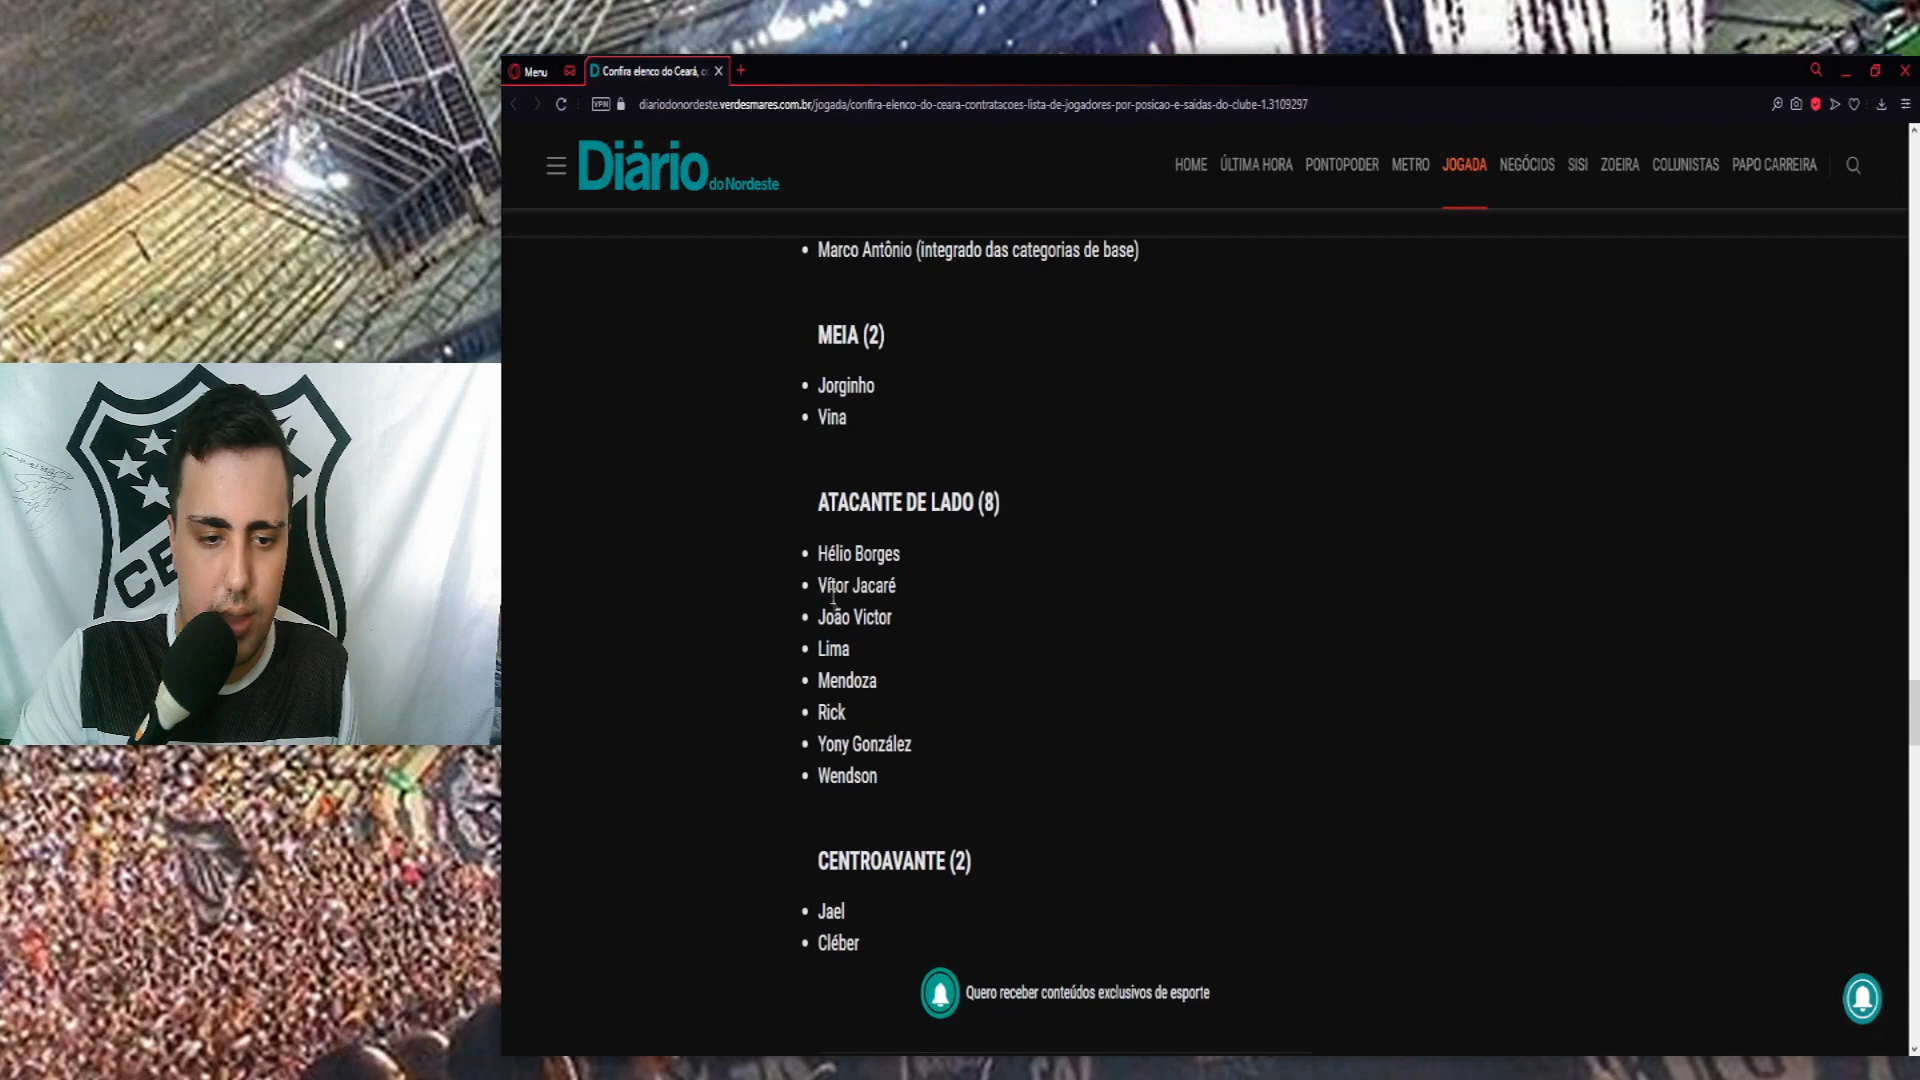 Menu
Confira elenco do Ceará, c
VPN
diariodonordeste.verdesmares.com.br/jogada/confira-elenco-do-ceara-contratacoes-lista-de-jogadores-por-posicao-e-saidas-do-clube-1.3109297
Diário do Nordeste
HOME ÚLTIMA HORA PONTOPODER METRO JOGADA NEGÓCIOS SISI ZOEIRA COLUNISTAS PAPO CARREIRA
• Marco Antônio (integrado das categorias de base)
MEIA (2)
• Jorginho
• Vina
ATACANTE DE LADO (8)
• Hélio Borges
• Vítor Jacaré
• João Victor
• Lima
• Mendoza
• Rick
• Yony González
• Wendson
CENTROAVANTE (2)
• Jael
• Cléber
Quero receber conteúdos exclusivos de esporte
CE